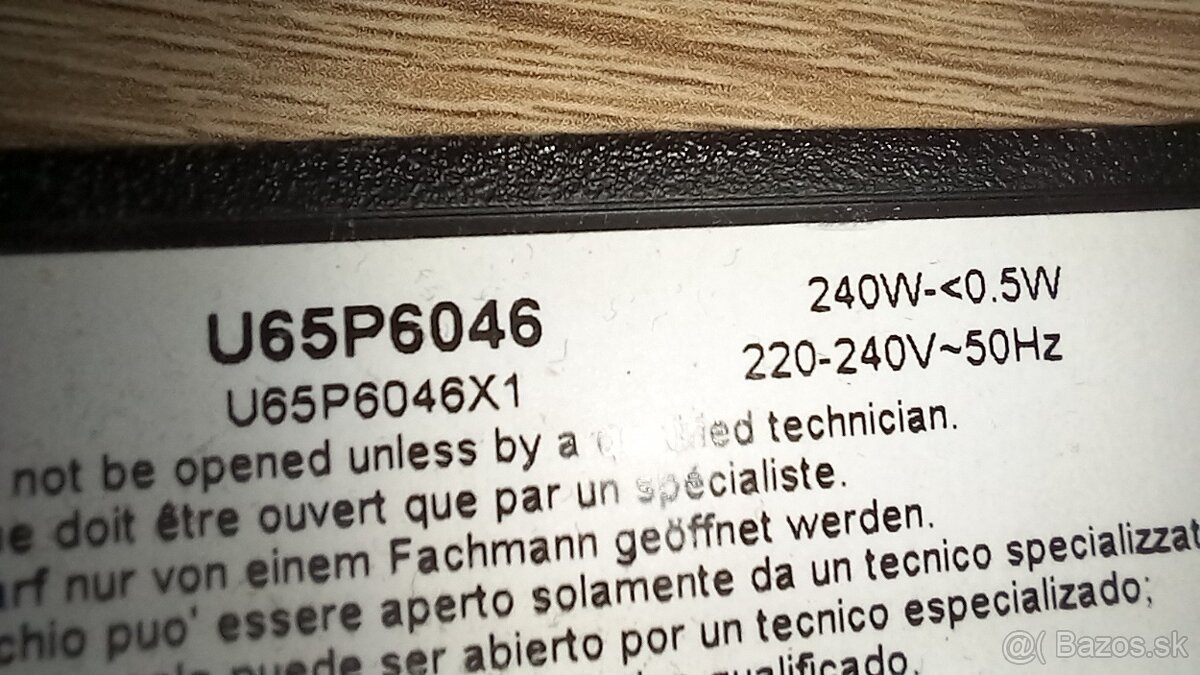 U65P6046
U65P6046X1
240W-<0.5W
220-240V~50Hz
not be opened unless by a technician.
doit être ouvert que par un spécialiste.
nur von einem Fachmann geöffnet werden.
puo' essere aperto solamente da un tecnico specializzat
puede ser abierto por un tecnico especializado;
qualificado.
@( Bazos.sk